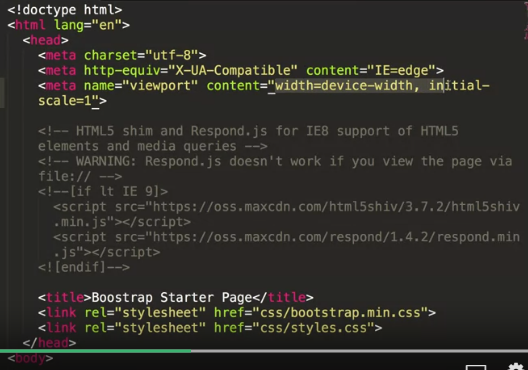 <!doctype html>
<html lang="en">
<head>
<meta charset="utf-8">
<meta http-equiv="X-UA-Compatible" content="IE=edge">
<meta name="viewport" content="width=device-width, initial-
scale=1">
<!-- HTML5 shim and Respond.js for IE8 support of HTML5
elements and media queries -->
<!-- WARNING: Respond.js doesn't work if you view the page via
file:// -->
<!--[if lt IE 9]>
<script src="https://oss.maxcdn.com/html5shiv/3.7.2/html5shiv
.min.js"></script>
<script src="https://oss.maxcdn.com/respond/1.4.2/respond.min
.js"></script>
<![endif]-->
<title>Boostrap Starter Page</title>
<link rel="stylesheet" href="css/bootstrap.min.css">
<link rel="stylesheet" href="css/styles.css">
</head>
<body>